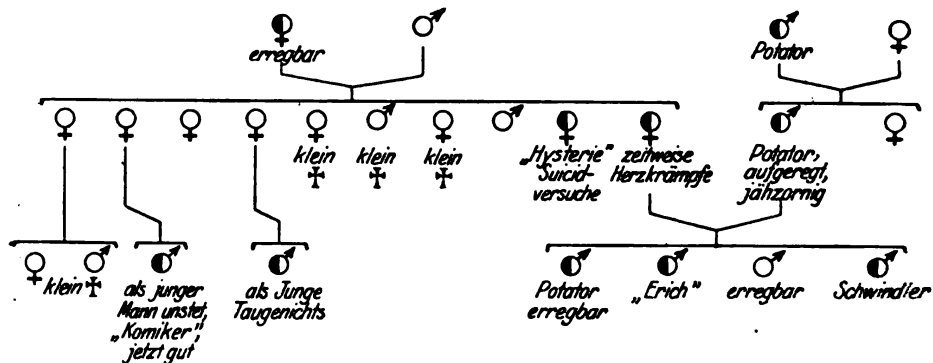 erregbar
Potator
klein
klein
klein
„Hysterie"
Suicid-
versuche
zeitweise
Herzkrämpfe
Potator,
aufgeregt,
jähzornig
klein
als junger
Mann unstet,
„Komiker",
jetzt gut
als Junge
Taugenichts
Potator
erregbar
„Erich"
erregbar
Schwindler